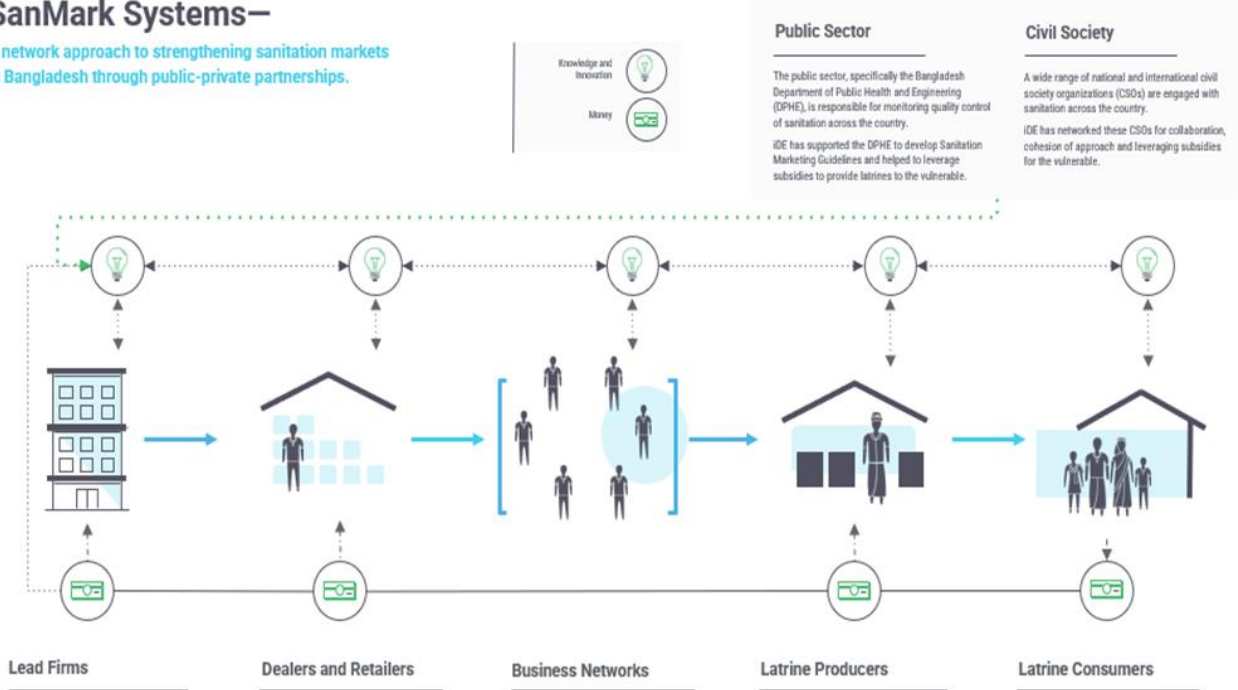 SanMark Systems—
network approach to strengthening sanitation markets
Bangladesh through public-private partnerships.
Knowledge and
Innovation
Money
Public Sector
The public sector, specifically the Bangladesh
Department of Public Health and Engineering
(DPHE), is responsible for monitoring quality control
of sanitation across the country.
iDE has supported the DPHE to develop Sanitation
Marketing Guidelines and helped to leverage
subsidies to provide latrines to the vulnerable.
Civil Society
A wide range of national and international civil
society organizations (CSOs) are engaged with
sanitation across the country.
iDE has networked these CSOs for collaboration,
cohesion of approach and leveraging subsidies
for the vulnerable.
Lead Firms
Dealers and Retailers
Business Networks
Latrine Producers
Latrine Consumers